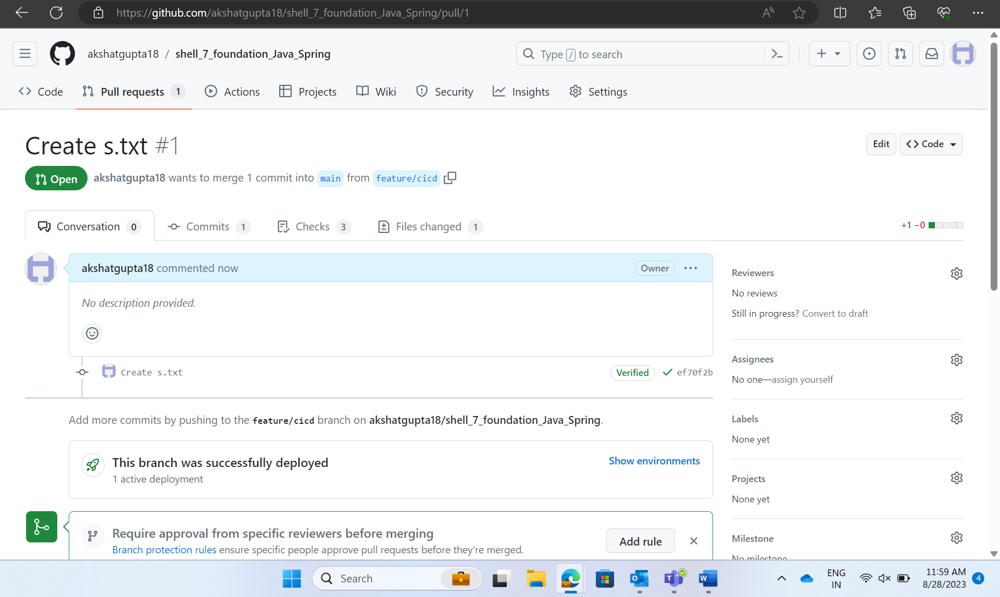 https://github.com/akshatgupta18/shell_7_foundation_Java_Spring/pull/1
akshatgupta18 / shell_7_foundation_Java_Spring
Type / to search
Code
Pull requests 1
Actions
Projects
Wiki
Security
Insights
Settings
Create s.txt #1
Edit
Code
Open
akshatgupta18 wants to merge 1 commit into main from feature/cicd
Conversation 0
Commits 1
Checks 3
Files changed 1
+1 −0
akshatgupta18 commented now
Owner
No description provided.
Create s.txt
Verified
ef70f2b
Add more commits by pushing to the feature/cicd branch on akshatgupta18/shell_7_foundation_Java_Spring.
This branch was successfully deployed
1 active deployment
Show environments
Require approval from specific reviewers before merging
Branch protection rules ensure specific people approve pull requests before they're merged.
Add rule
Reviewers
No reviews
Still in progress? Convert to draft
Assignees
No one—assign yourself
Labels
None yet
Projects
None yet
Milestone
No milestone
Search
ENG
IN
11:59 AM
8/28/2023
4